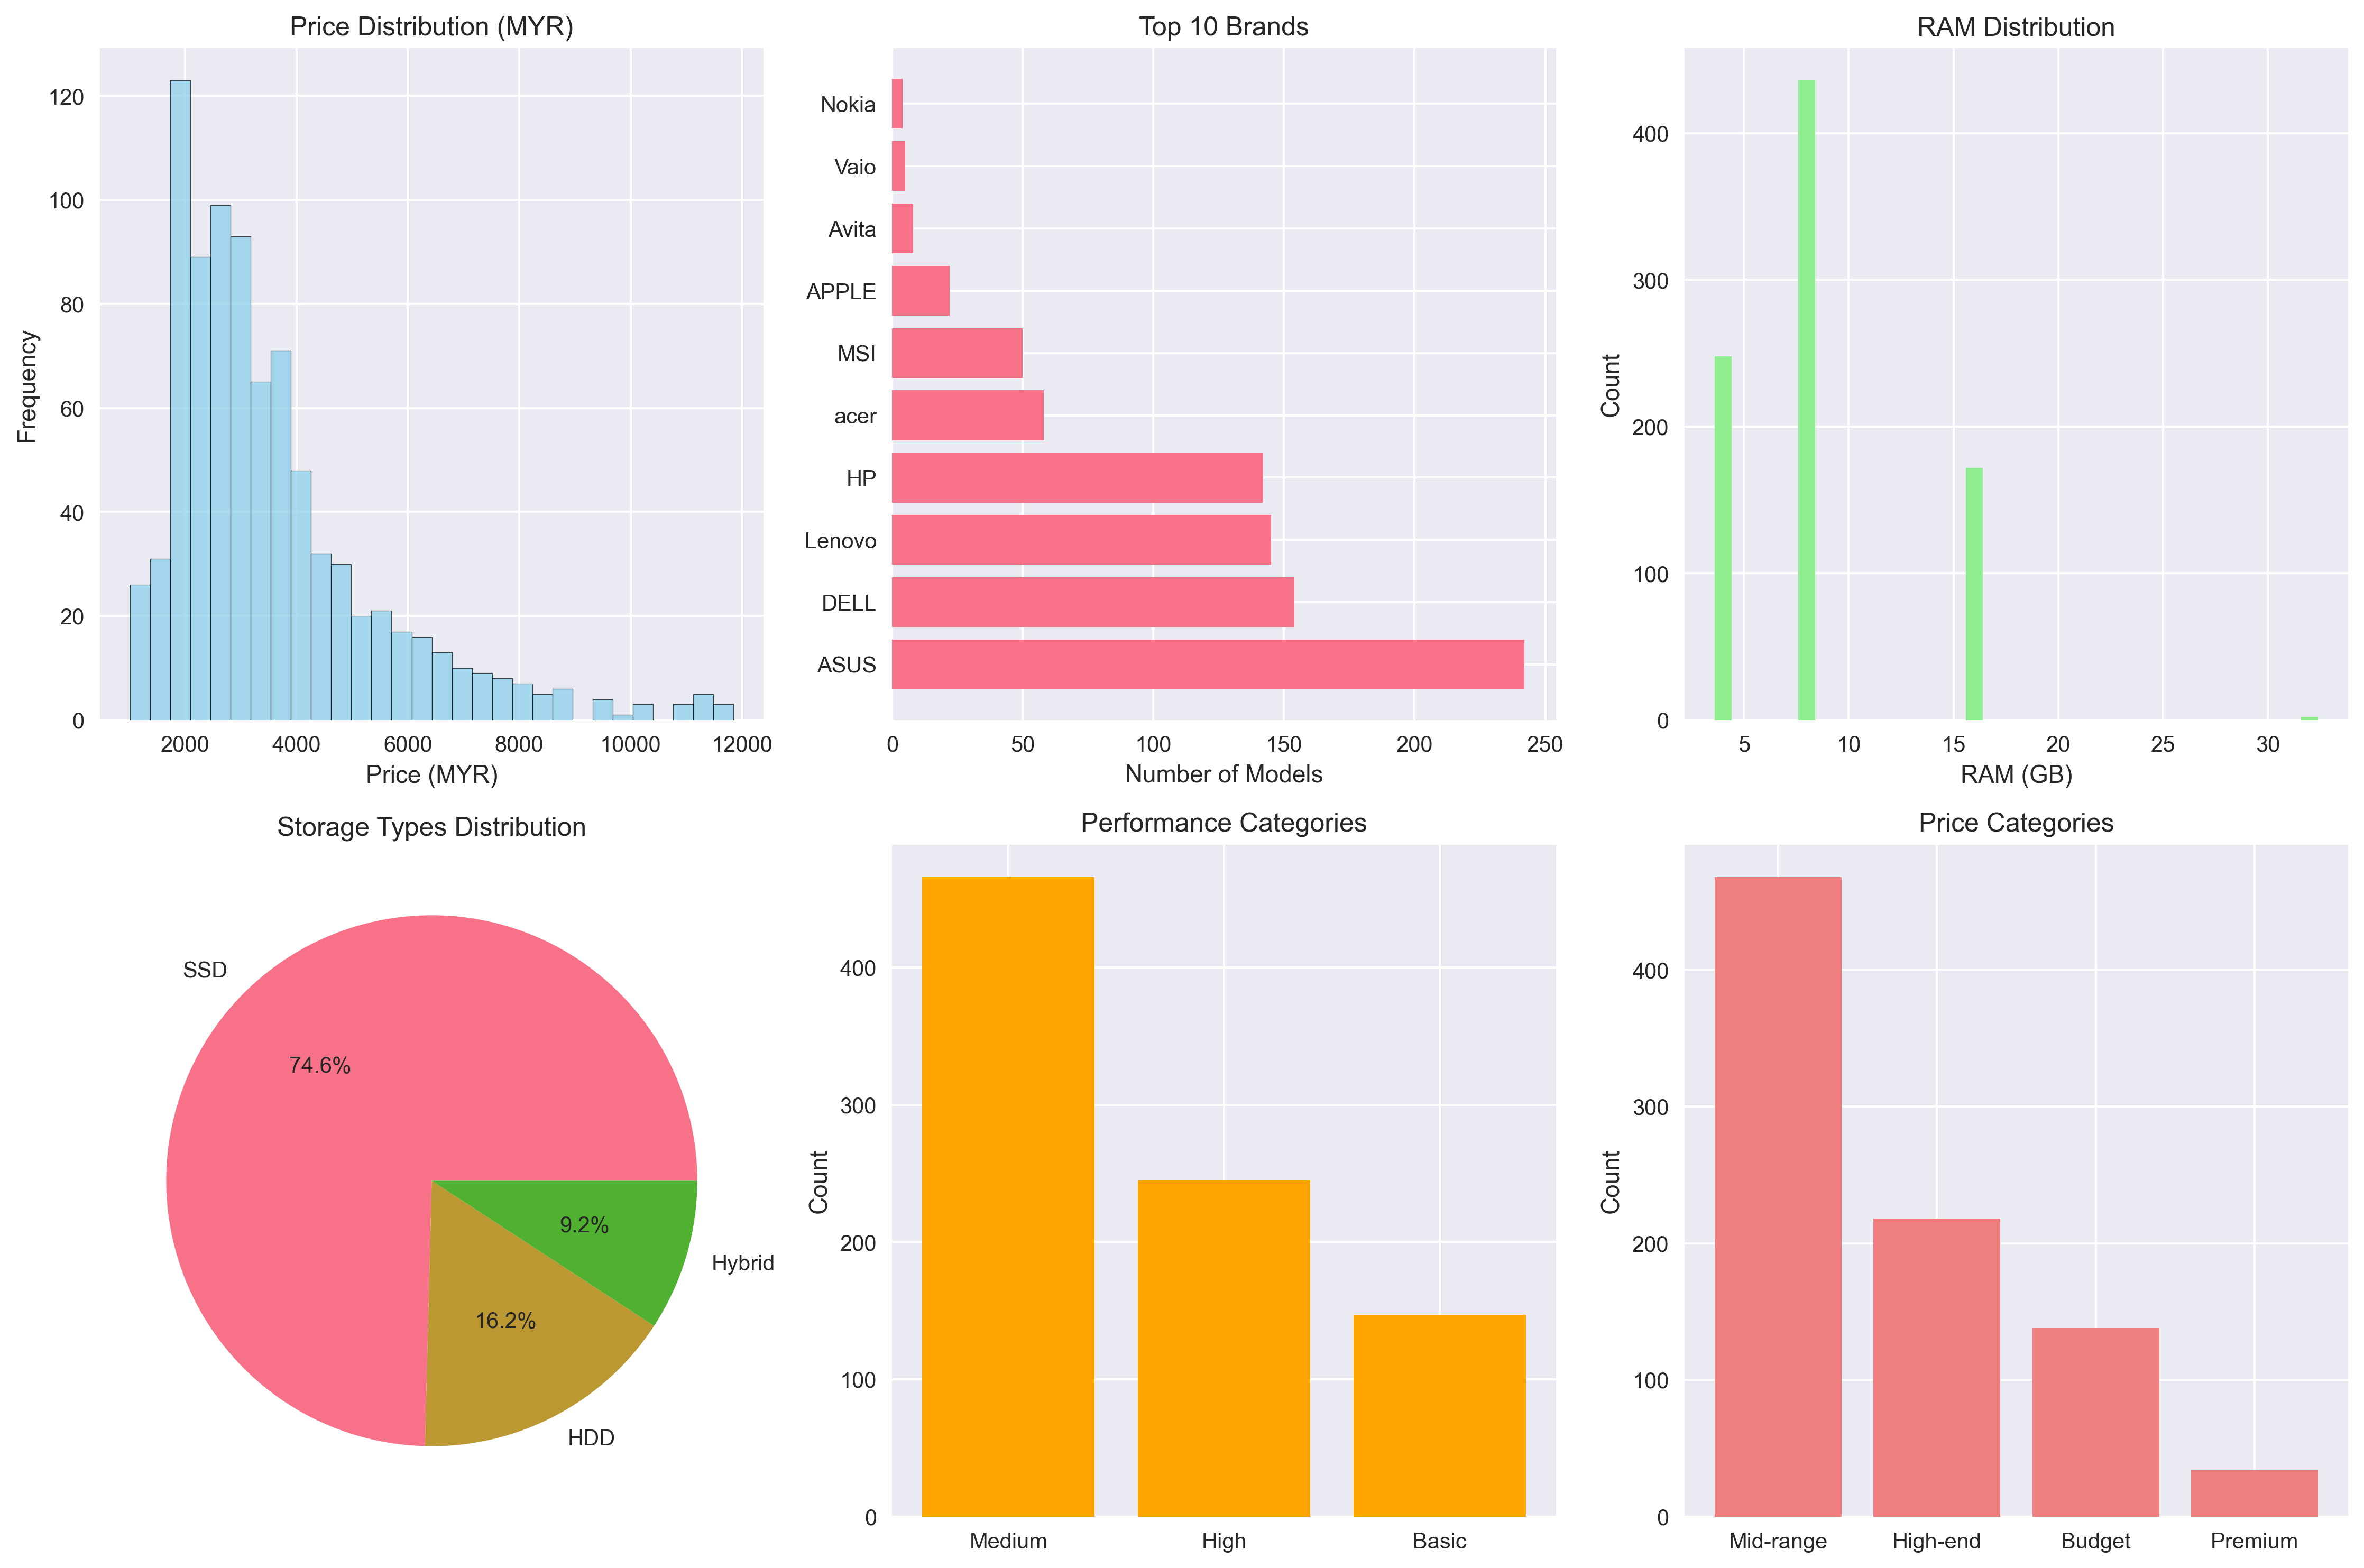 Price Distribution (MYR)
120
100
80
60
40
20
0
Frequency
2000 4000 6000 8000 10000 12000
Price (MYR)
Top 10 Brands
Nokia
Vaio
Avita
APPLE
MSI
acer
HP
Lenovo
DELL
ASUS
0 50 100 150 200 250
Number of Models
RAM Distribution
400
300
200
100
0
Count
5 10 15 20 25 30
RAM (GB)
Storage Types Distribution
SSD
74.6%
9.2%
Hybrid
16.2%
HDD
Performance Categories
400
300
200
100
0
Count
Medium High Basic
Price Categories
400
300
200
100
0
Count
Mid-range High-end Budget Premium